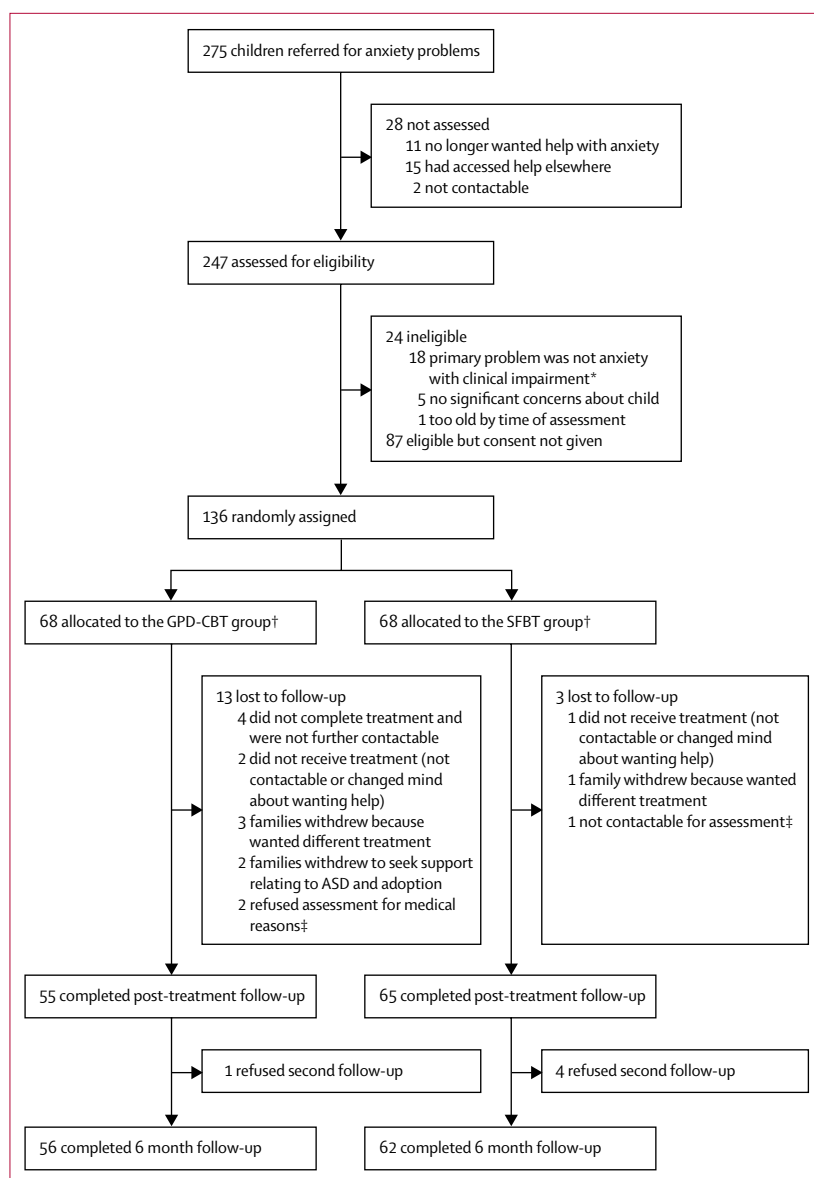 275 children referred for anxiety problems
28 not assessed
11 no longer wanted help with anxiety
15 had accessed help elsewhere
2 not contactable
247 assessed for eligibility
24 ineligible
18 primary problem was not anxiety
with clinical impairment*
5 no significant concerns about child
1 too old by time of assessment
87 eligible but consent not given
136 randomly assigned
68 allocated to the GPD-CBT group†
68 allocated to the SFBT group†
13 lost to follow-up
4 did not complete treatment and
were not further contactable
2 did not receive treatment (not
contactable or changed mind
about wanting help)
3 families withdrew because
wanted different treatment
2 families withdrew to seek support
relating to ASD and adoption
2 refused assessment for medical
reasons‡
3 lost to follow-up
1 did not receive treatment (not
contactable or changed mind
about wanting help)
1 family withdrew because wanted
different treatment
1 not contactable for assessment‡
55 completed post-treatment follow-up
65 completed post-treatment follow-up
1 refused second follow-up
4 refused second follow-up
56 completed 6 month follow-up
62 completed 6 month follow-up